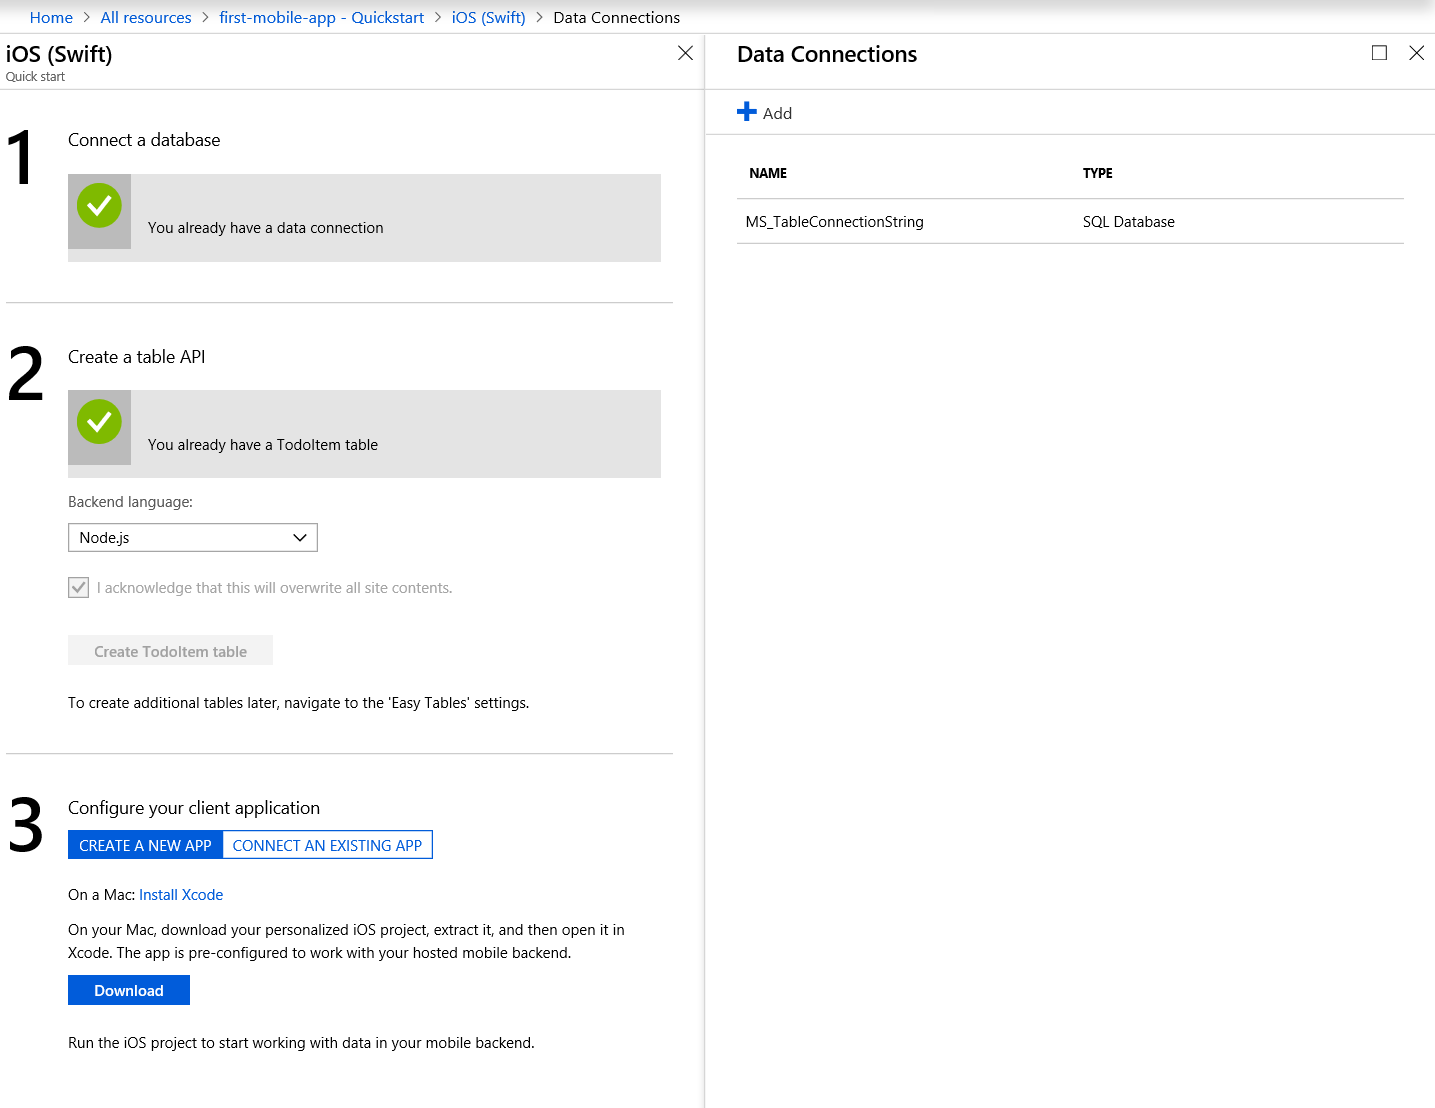 Home > All resources > first-mobile-app - Quickstart > iOS (Swift) > Data Connections
iOS (Swift)
Quick start
1
Connect a database
You already have a data connection
2
Create a table API
You already have a TodoItem table
Backend language:
Node.js
I acknowledge that this will overwrite all site contents.
Create TodoItem table
To create additional tables later, navigate to the 'Easy Tables' settings.
3
Configure your client application
CREATE A NEW APP CONNECT AN EXISTING APP
On a Mac: Install Xcode
On your Mac, download your personalized iOS project, extract it, and then open it in
Xcode. The app is pre-configured to work with your hosted mobile backend.
Download
Run the iOS project to start working with data in your mobile backend.
Data Connections
Add
NAME TYPE
MS_TableConnectionString SQL Database